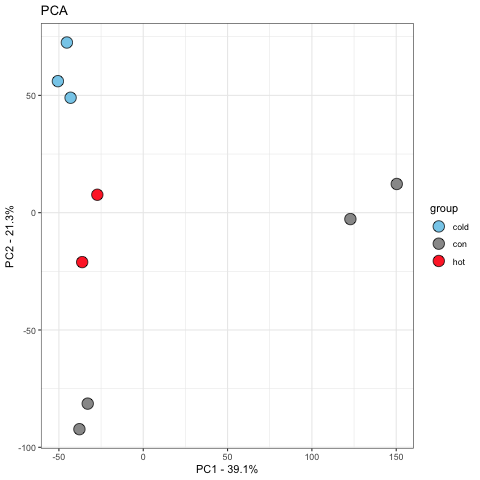 PCA
50
0
-50
-100
PC2 - 21.3%
-50
0
50
100
150
PC1 - 39.1%
group
cold
con
hot